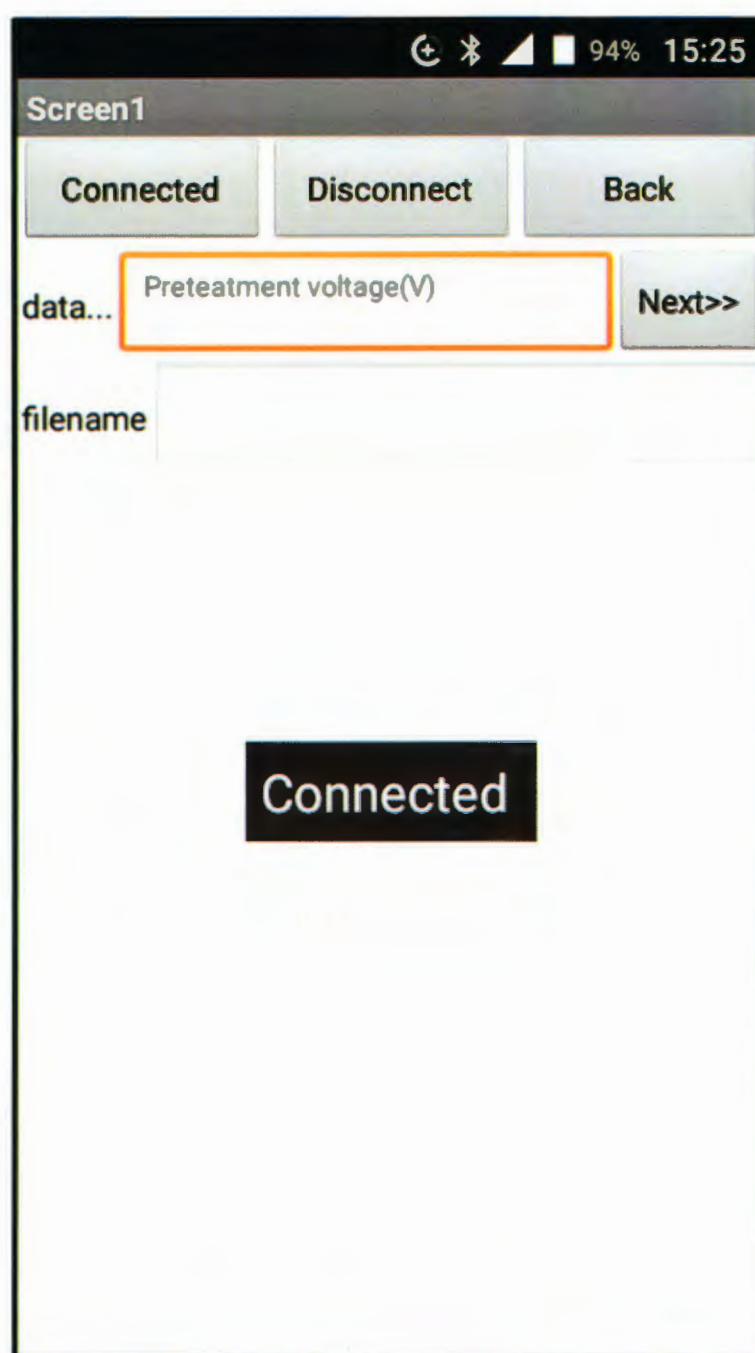 94% 15:25
Screen1
Connected Disconnect Back
data... Preteatment voltage(V) Next>>
filename
Connected